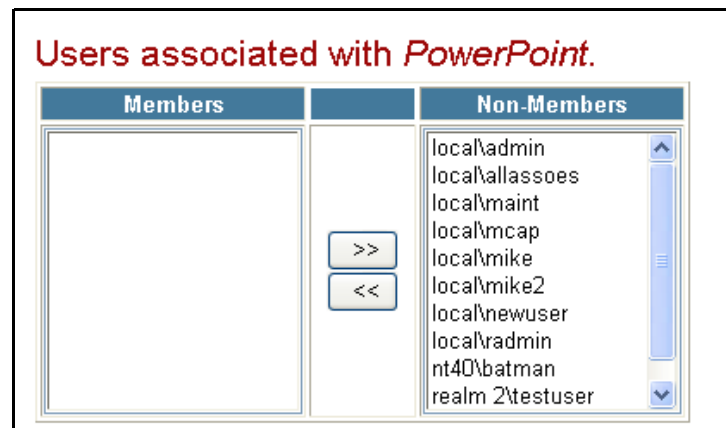 Users associated with PowerPoint.
Members Non-Members
local\admin
local\allassoes
local\maint
local\mcap
>> local\mike
<< local\mike2
local\newuser
local\radmin
nt40\batman
realm 2\testuser